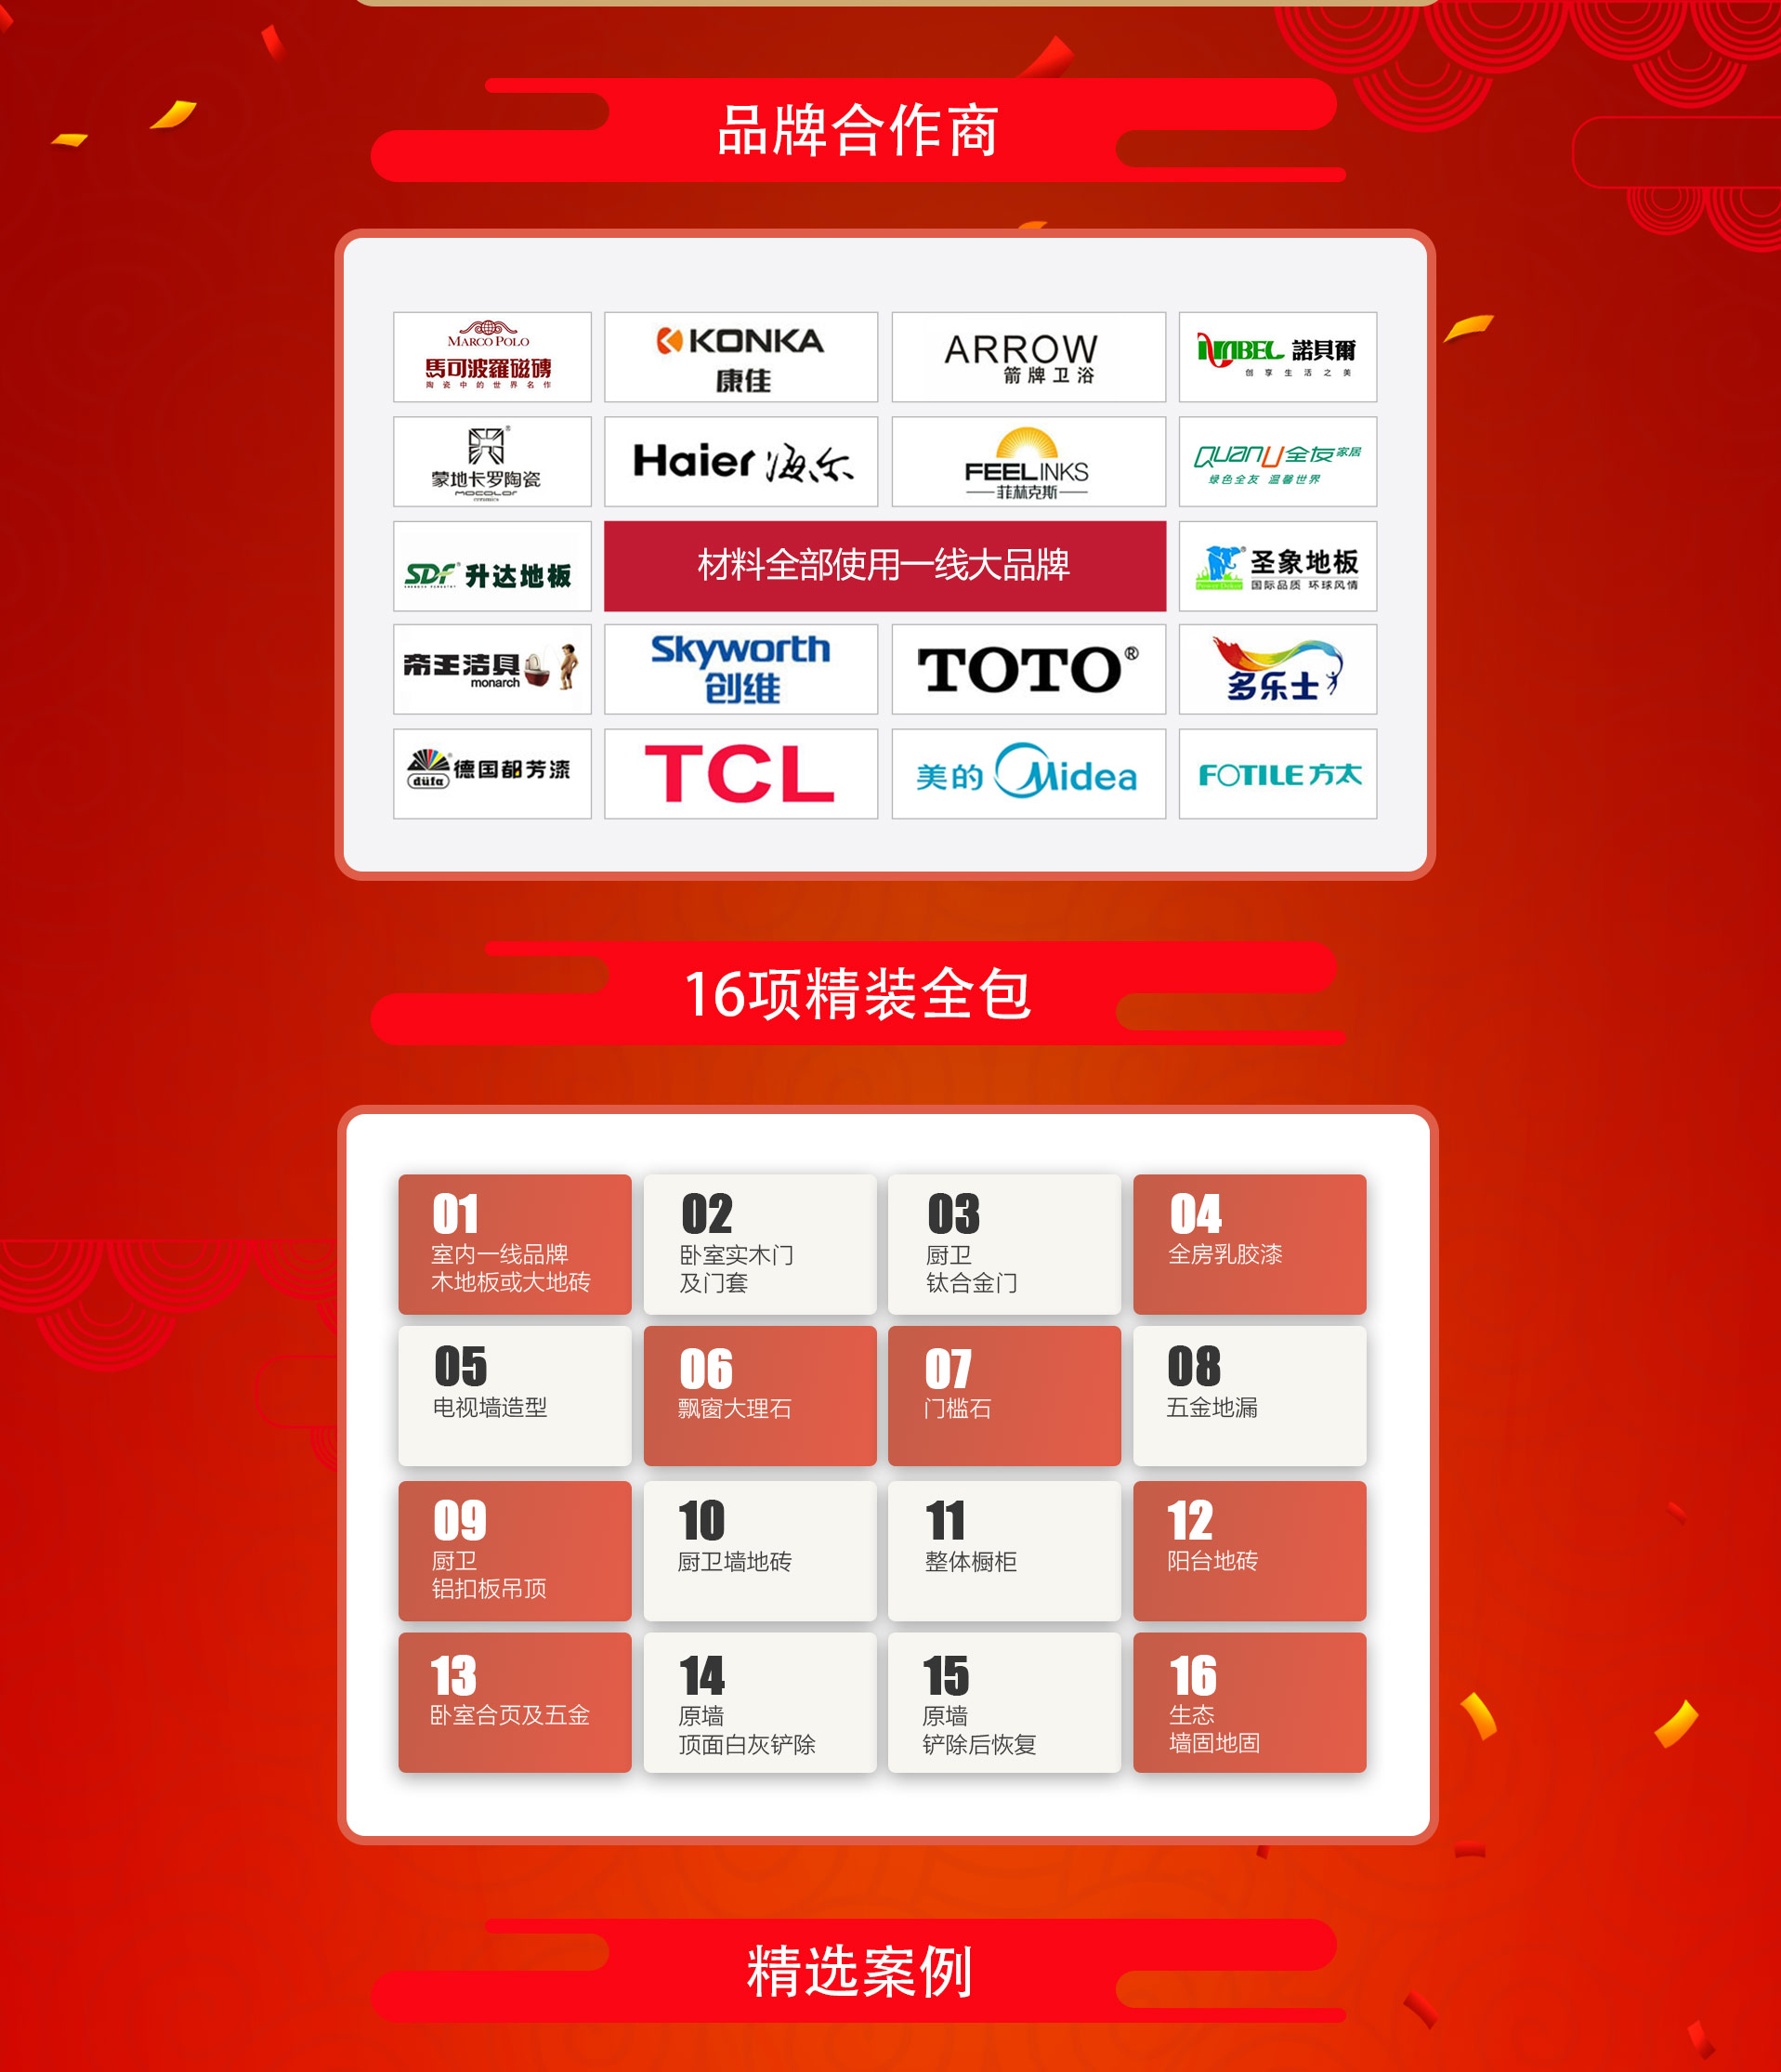 品牌合作商
MARCO POLO
馬可波羅磁磚
陶瓷中的世界名作
KONKA
康佳
ARROW
箭牌卫浴
NABEL 諾貝爾
创享生活之美
蒙地卡罗陶瓷
MOCOLOr
Haier 海尔
FEELINKS
菲林克斯
QUANU全友家居
绿色全友 温馨世界
SDF 升达地板
材料全部使用一线大品牌
圣象地板
国际品质 环球风情
帝王洁具
monarch
Skyworth
创维
TOTO®
多乐士
düfa 德国都芳漆
TCL
美的 Midea
FOTILE 方太
16项精装全包
01
室内一线品牌
木地板或大地砖
02
卧室实木门
及门套
03
厨卫
钛合金门
04
全房乳胶漆
05
电视墙造型
06
飘窗大理石
07
门槛石
08
五金地漏
09
厨卫
铝扣板吊顶
10
厨卫墙地砖
11
整体橱柜
12
阳台地砖
13
卧室合页及五金
14
原墙
顶面白灰铲除
15
原墙
铲除后恢复
16
生态
墙固地固
精选案例